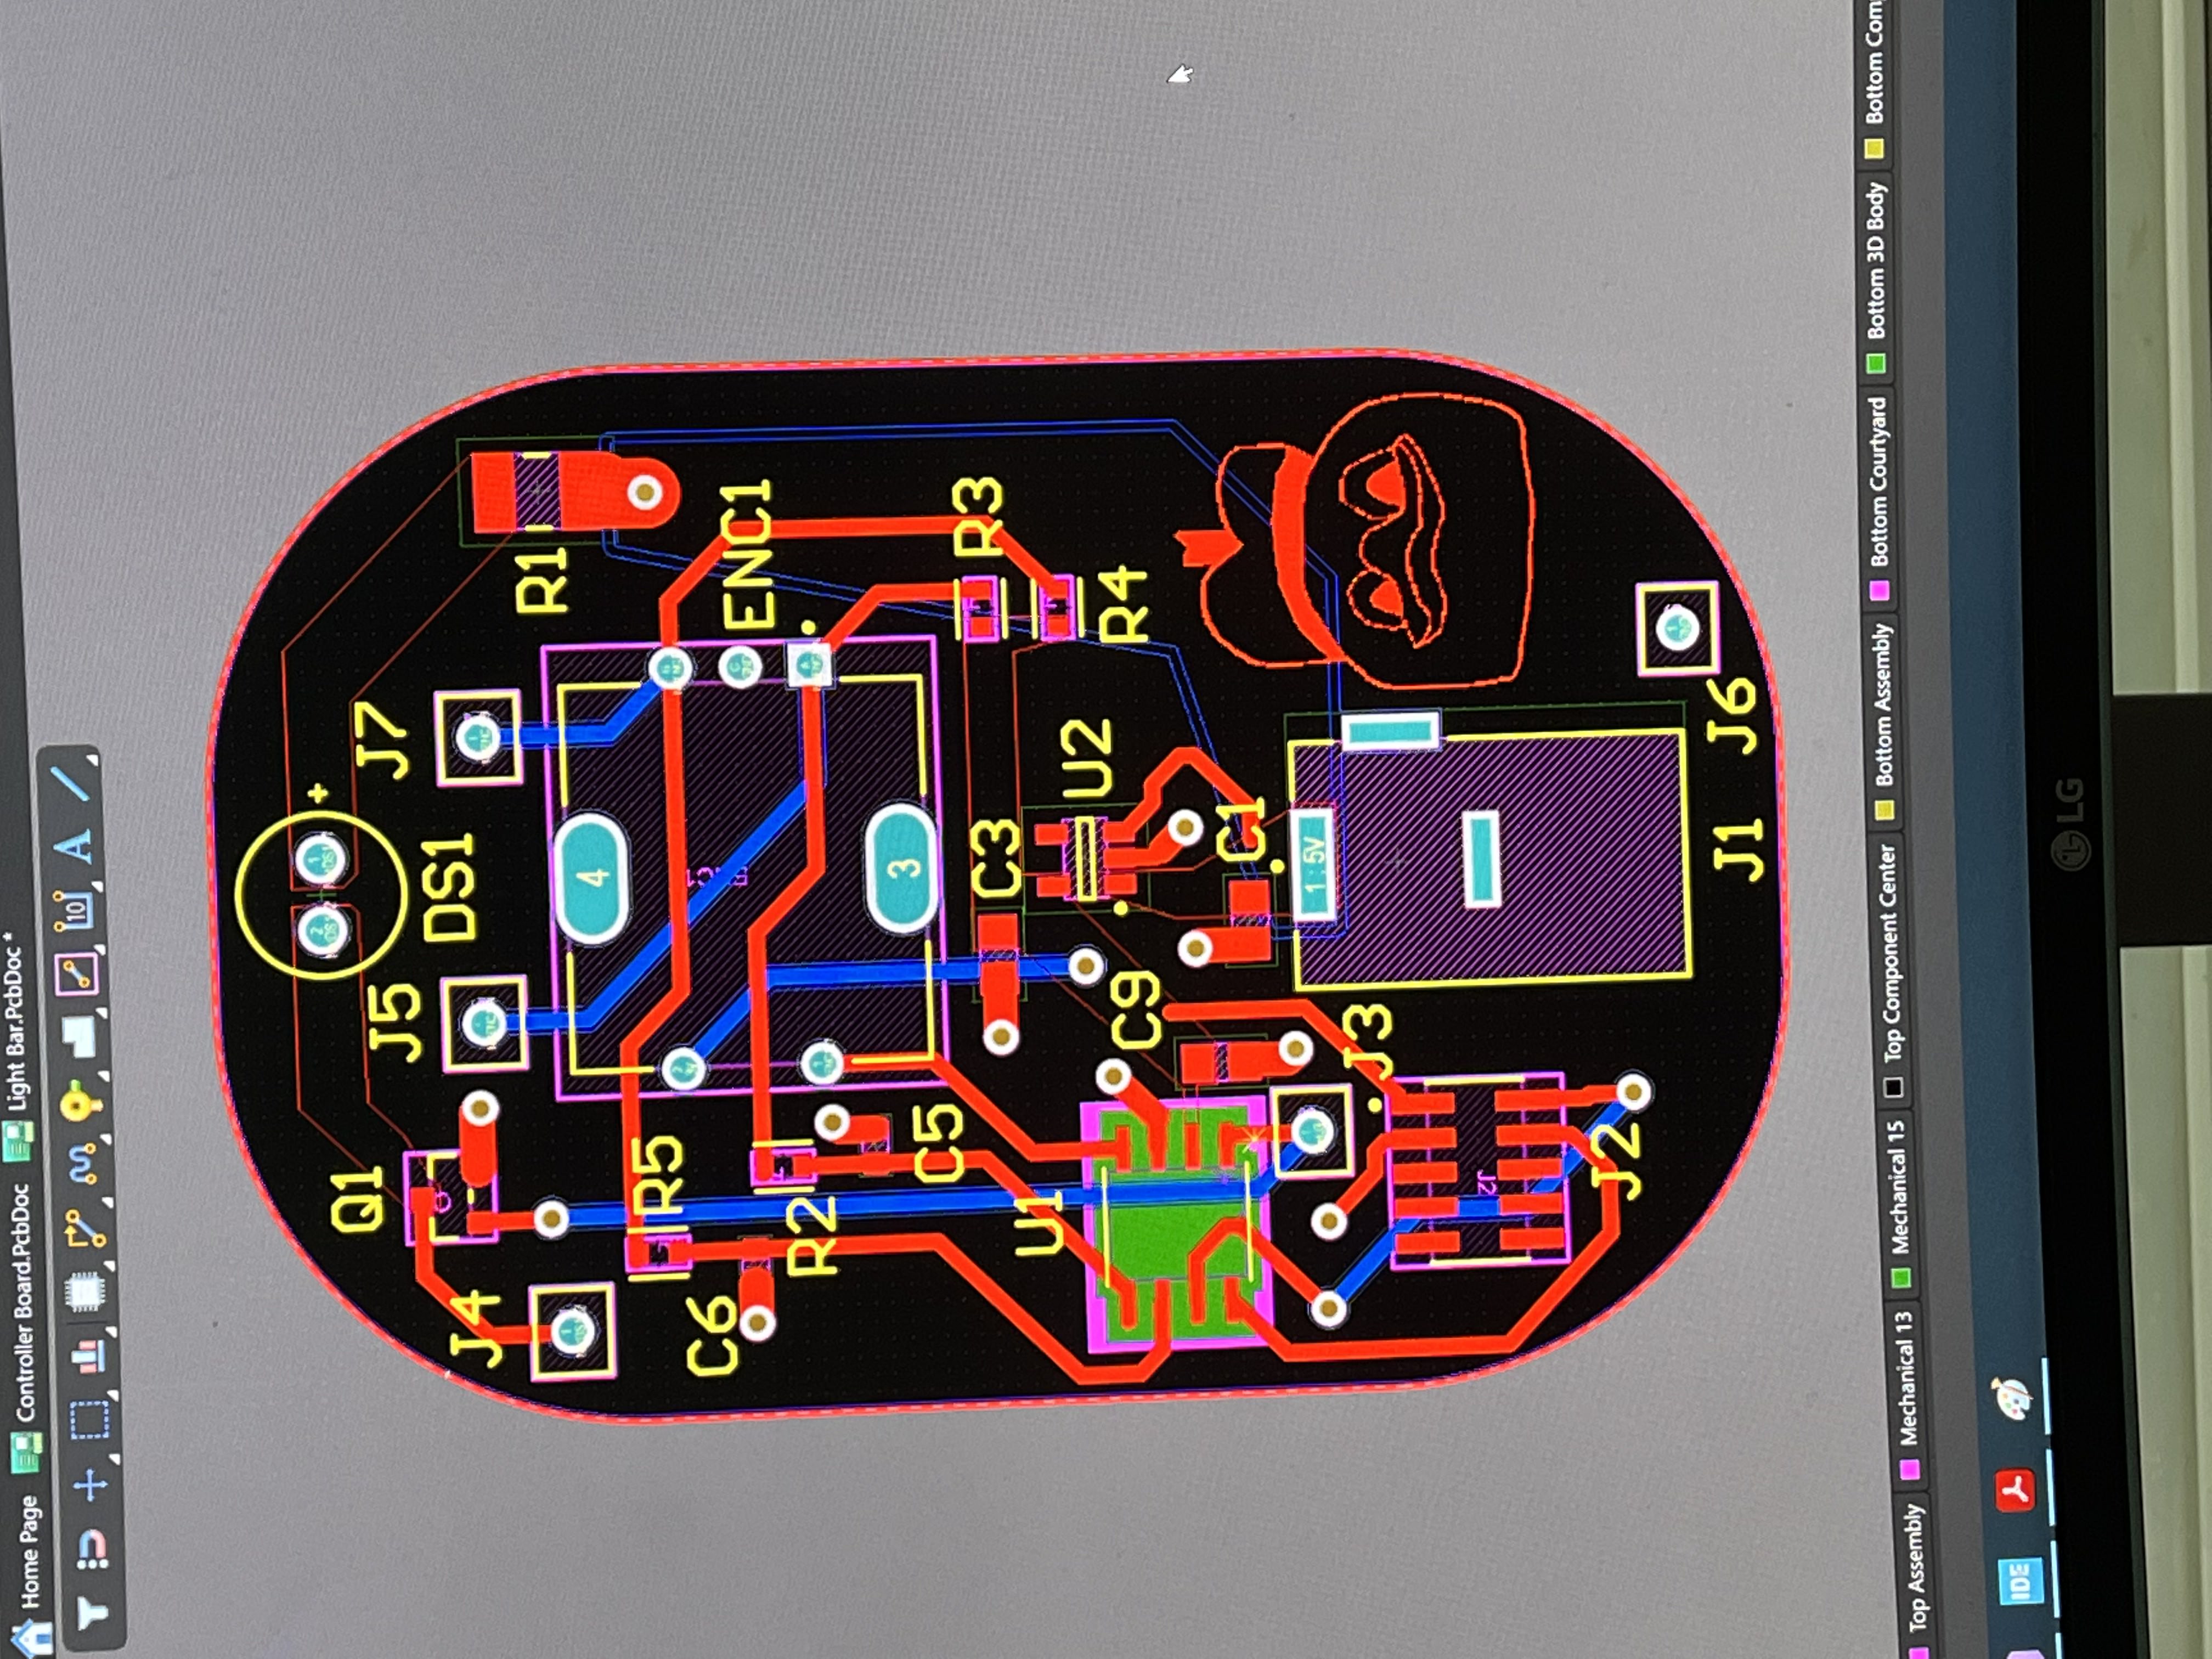 Home Page
Controller Board.PcbDoc
Light Bar.PcbDoc *
10
A
+
Q1
J5
J7
DS1
J4
4
R1
R5
C6
ENC1
R2
3
C5
C3
R3
U1
U2
C9
R4
C1
1 : 5V
J3
J2
J2
J1
J6
Top Assembly
Mechanical 13
Mechanical 15
Top Component Center
Bottom Assembly
Bottom Courtyard
Bottom 3D Body
Bottom Com
IDE
LG